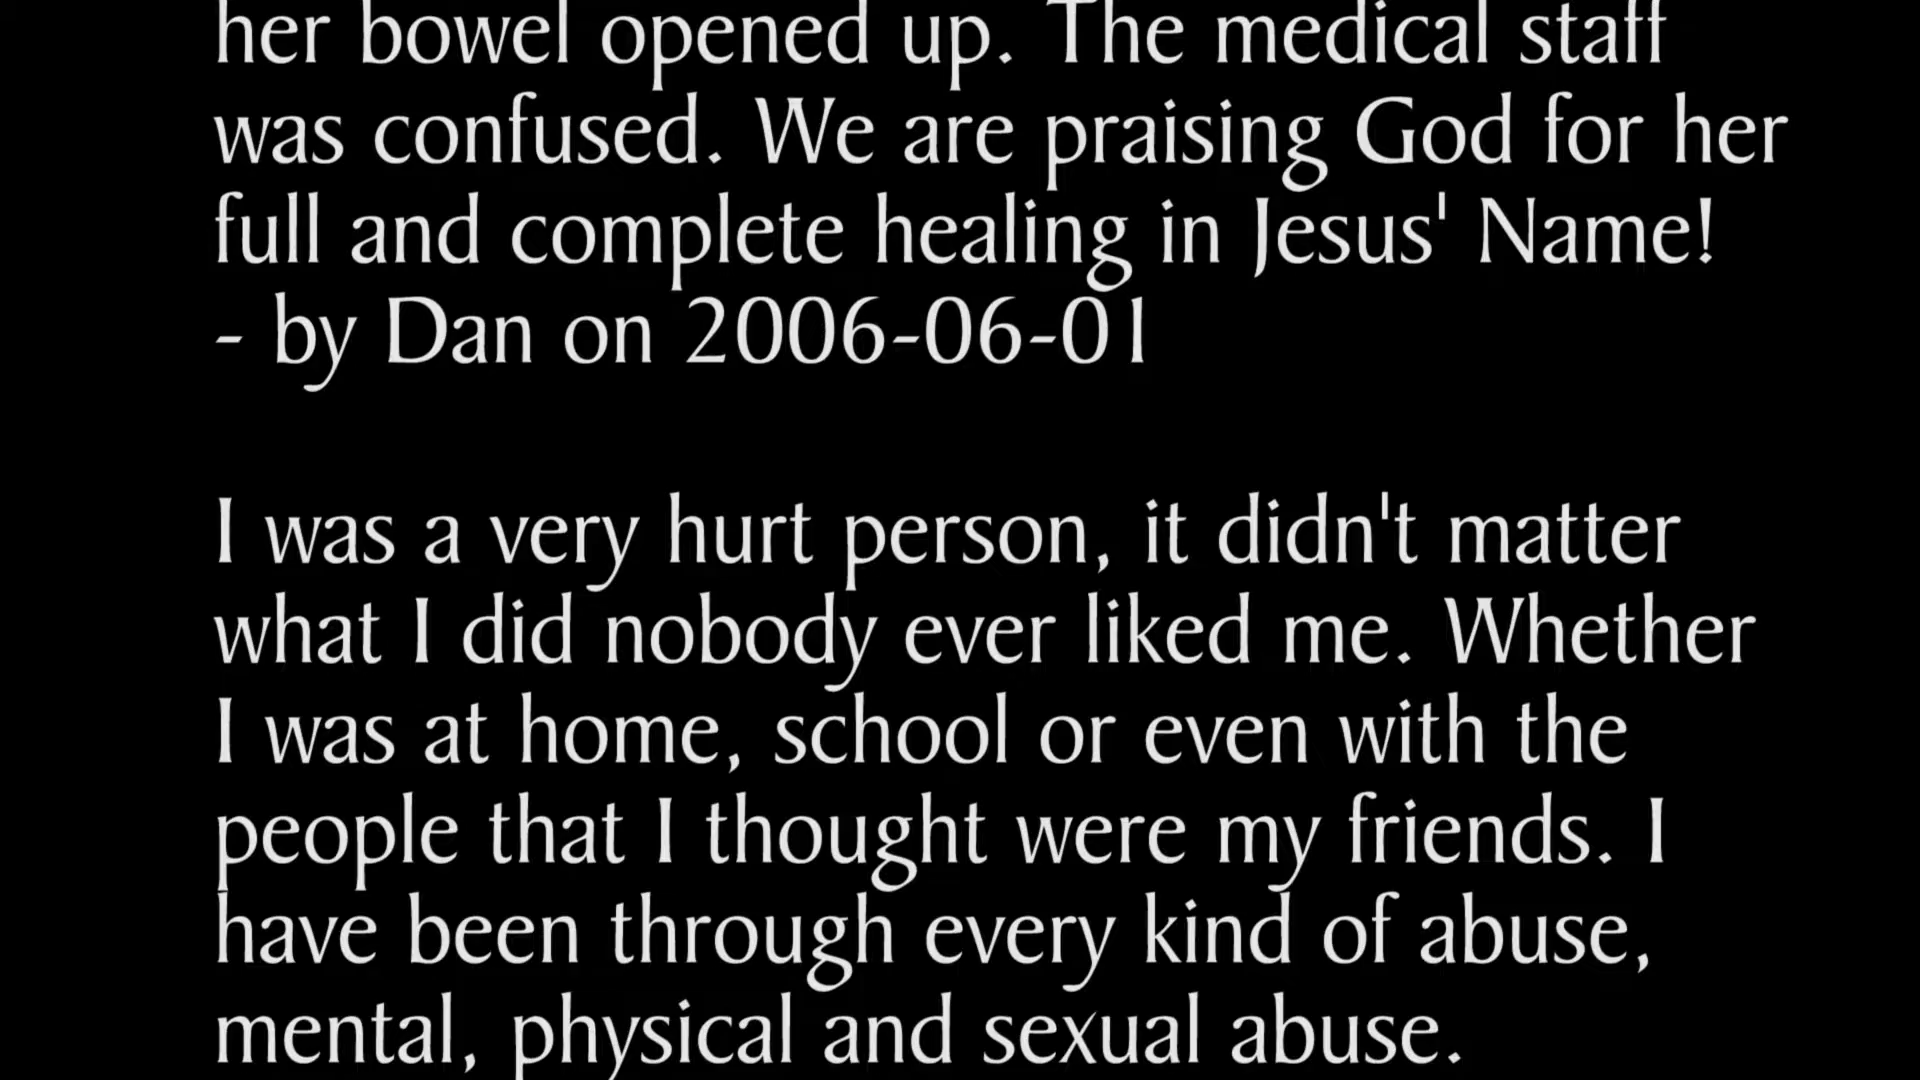 her bowel opened up. The medical staff
was confused. We are praising God for her
full and complete healing in Jesus' Name!
- by Dan on 2006-06-01
I was a very hurt person, it didn't matter
what I did nobody ever liked me. Whether
I was at home, school or even with the
people that I thought were my friends. I
have been through every kind of abuse,
mental, physical and sexual abuse.